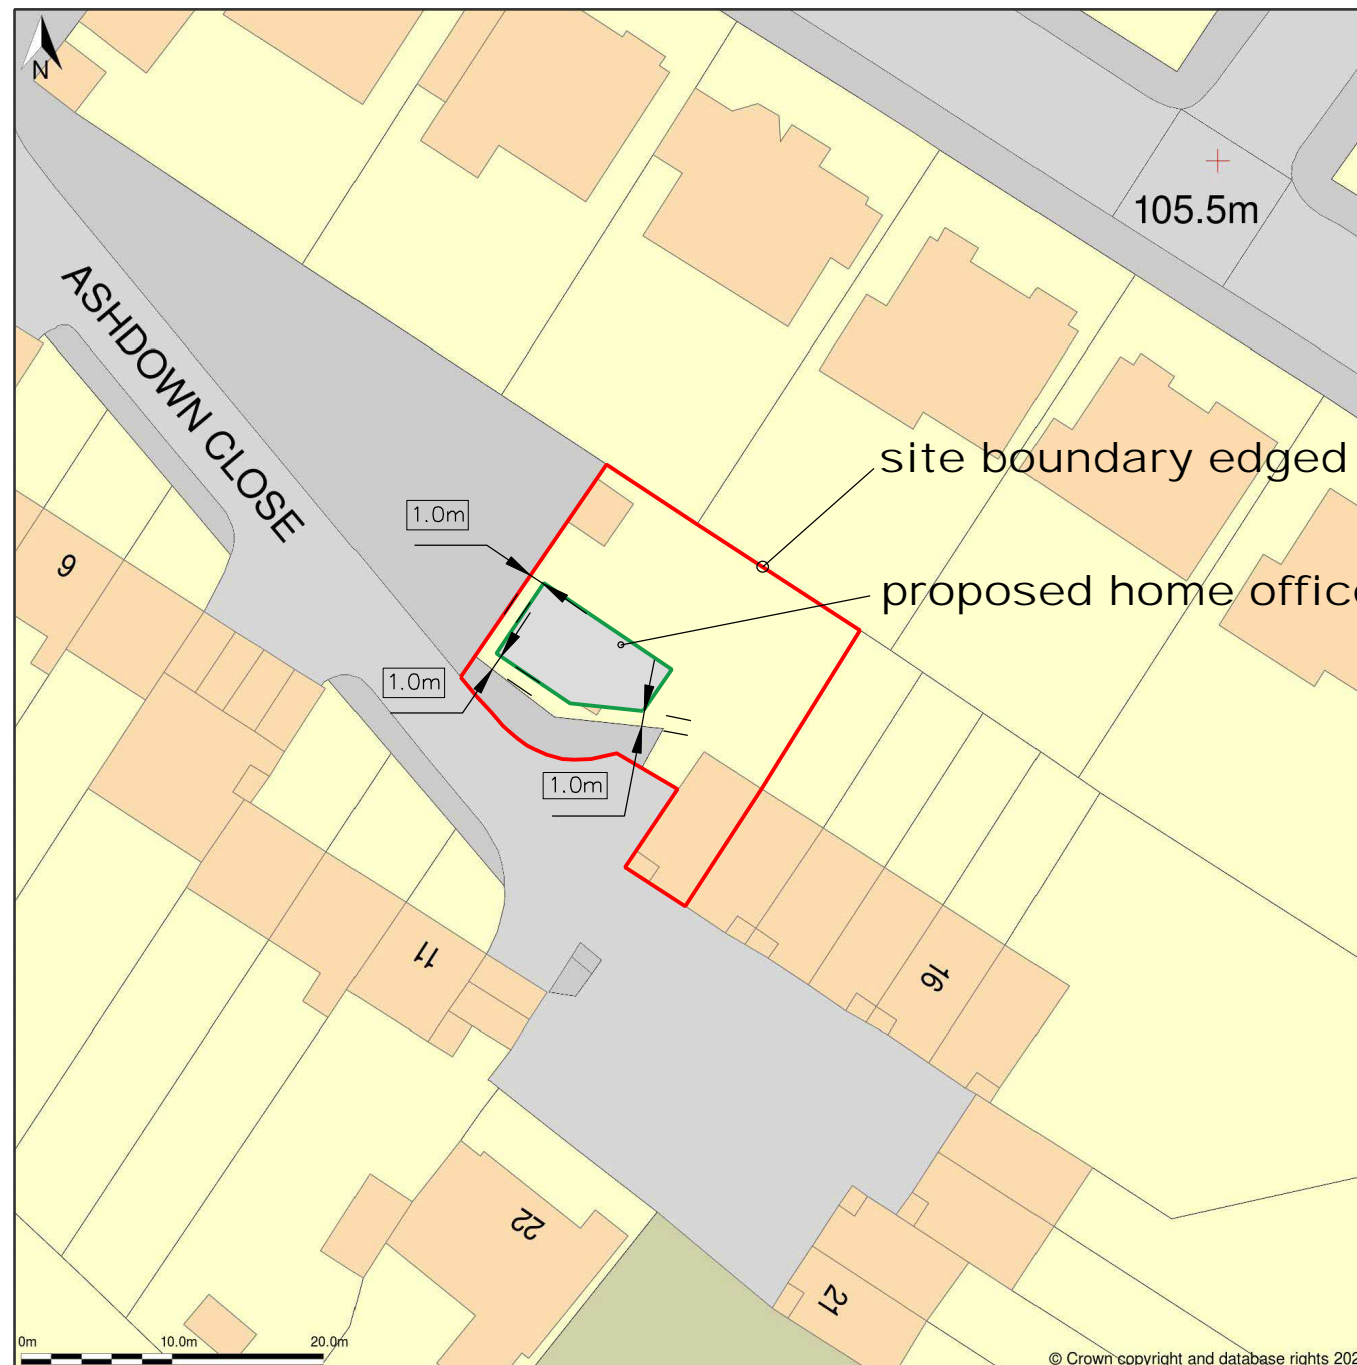 N
105.5m
ASHDOWN CLOSE
site boundary edged
1.0m
9
proposed home office
1.0m
1.0m
11
16
22
21
0m 10.0m 20.0m
© Crown copyright and database rights 202